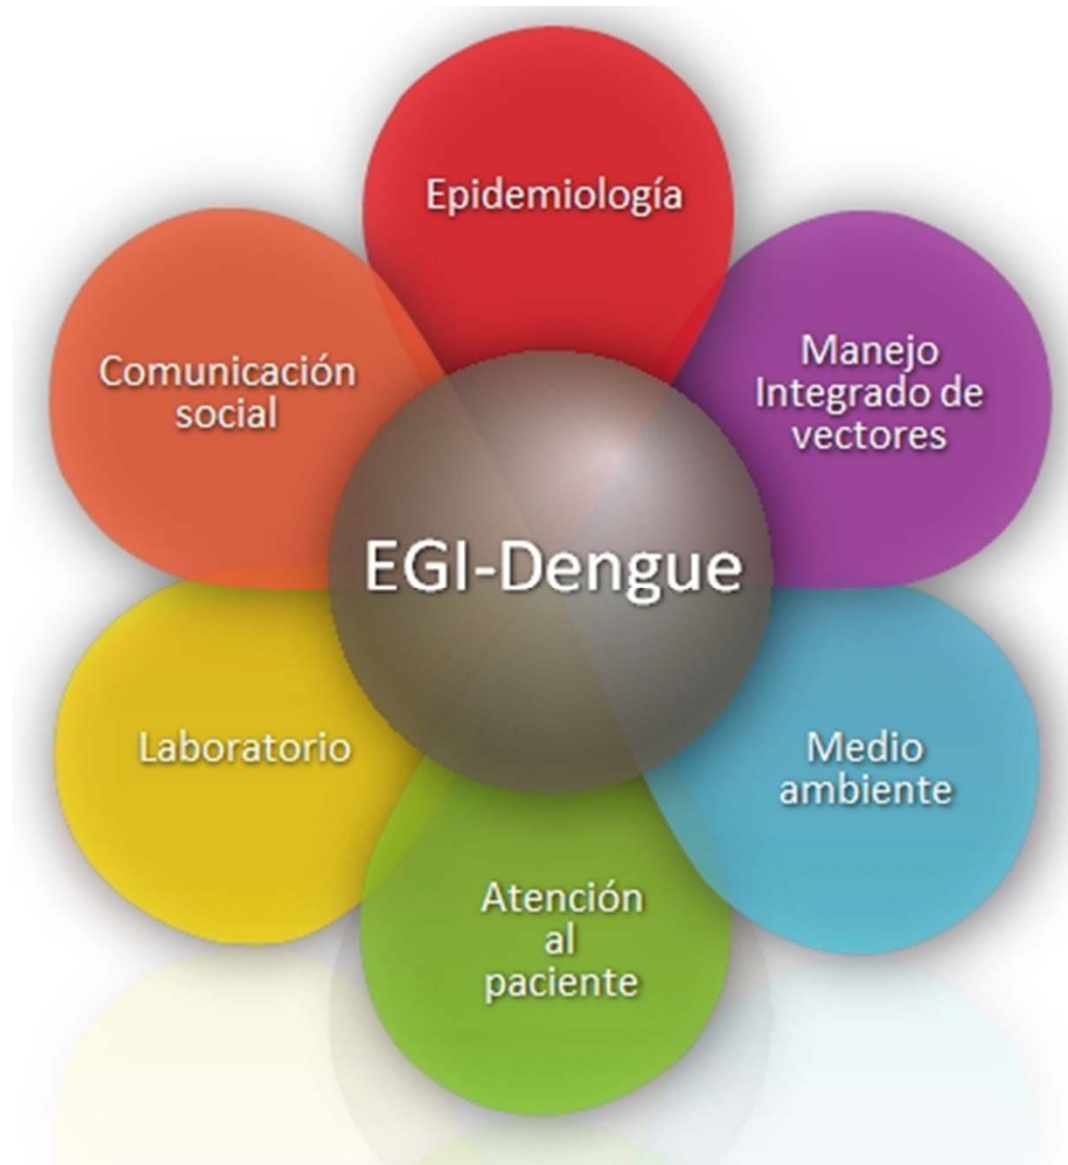 Epidemiología
Manejo
Integrado de
vectores
Medio
ambiente
Atención
al
paciente
Laboratorio
Comunicación
social
EGI-Dengue